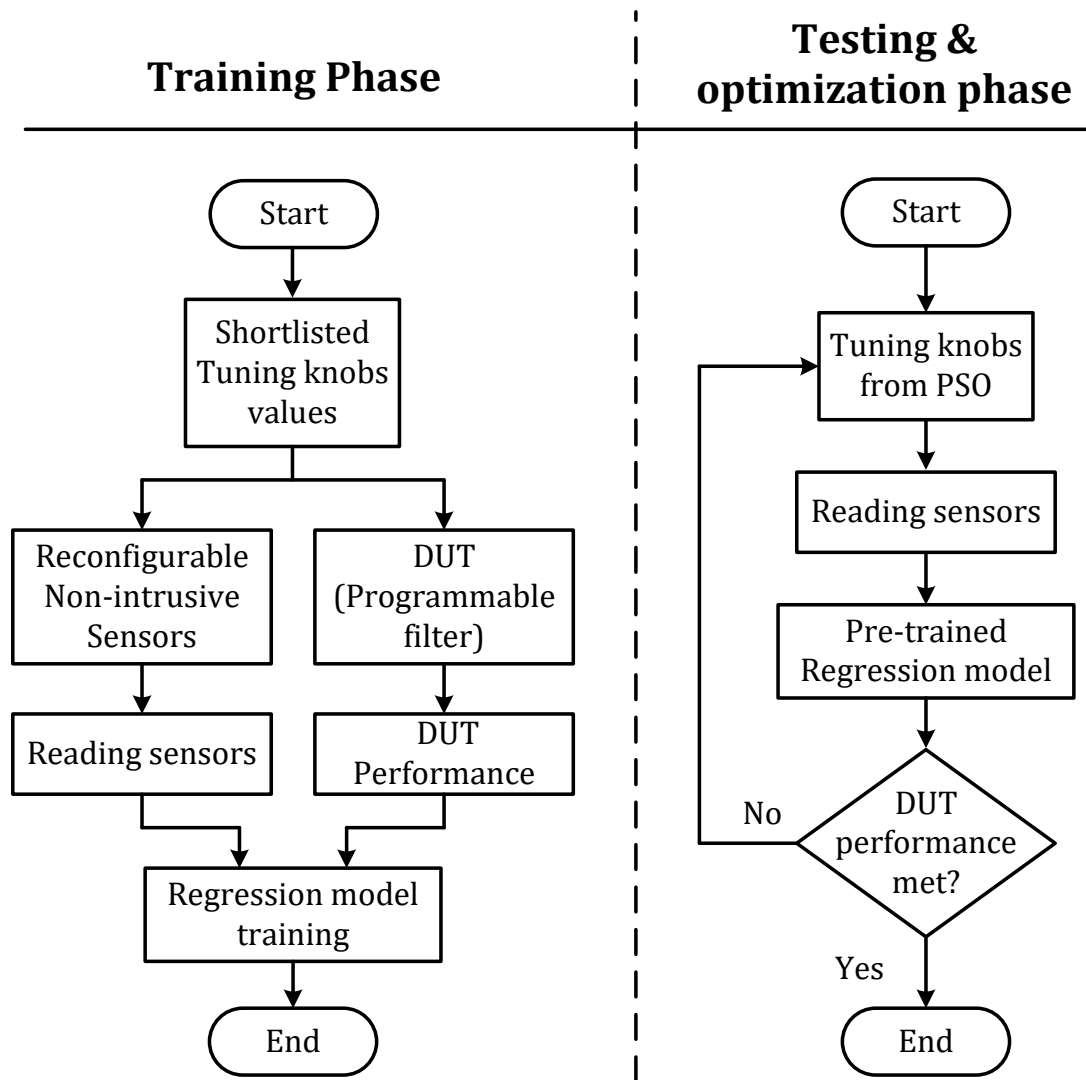 Training Phase
Start
Shortlisted
Tuning knobs
values
Reconfigurable
Non-intrusive
Sensors
DUT
(Programmable
filter)
Reading sensors
DUT
Performance
Regression model
training
End
Testing &
optimization phase
Start
Tuning knobs
from PSO
Reading sensors
Pre-trained
Regression model
DUT
performance
met?
No
Yes
End